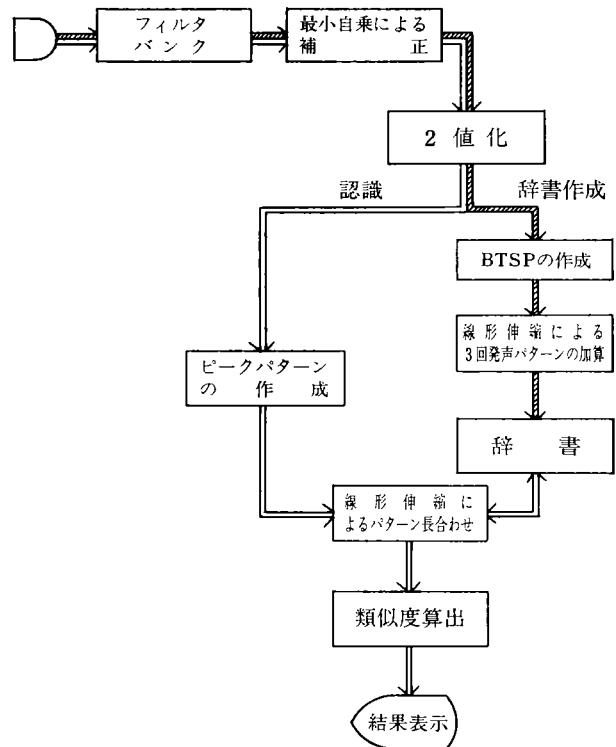 フィルタ
バンク
最小自乗による
補正
2値化
認識
辞書作成
BTSPの作成
線形伸縮による
3回発声パターンの加算
ピークパターン
の作成
辞書
線形伸縮に
よるパターン長合わせ
類似度算出
結果表示